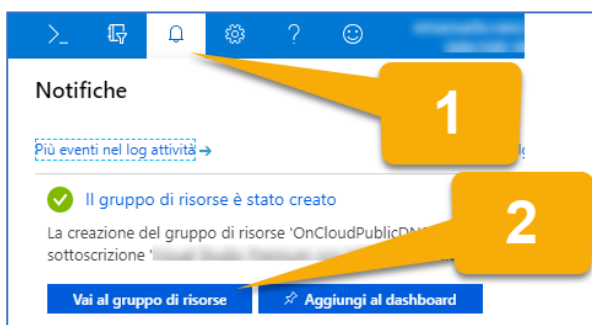 >_ ?
1
Notifiche
Più eventi nel log attività →
Il gruppo di risorse è stato creato
2
La creazione del gruppo di risorse 'OnCloudPublicDN
sottoscrizione '
Vai al gruppo di risorse Aggiungi al dashboard